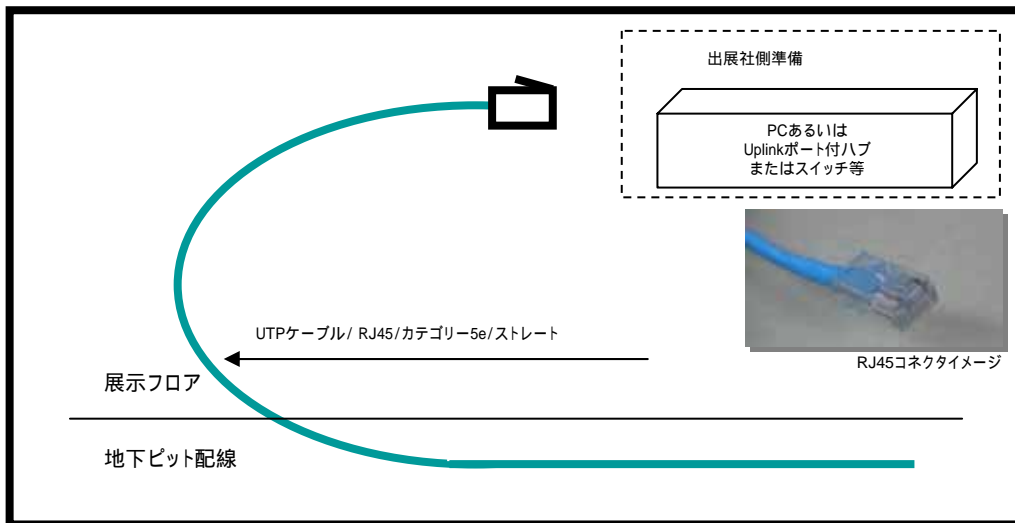 出展社側準備
PCあるいは
Uplinkポート付ハブ
またはスイッチ等
RJ45コネクタイメージ
UTPケーブル/ RJ45/カテゴリー5e/ストレート
展示フロア
地下ピット配線